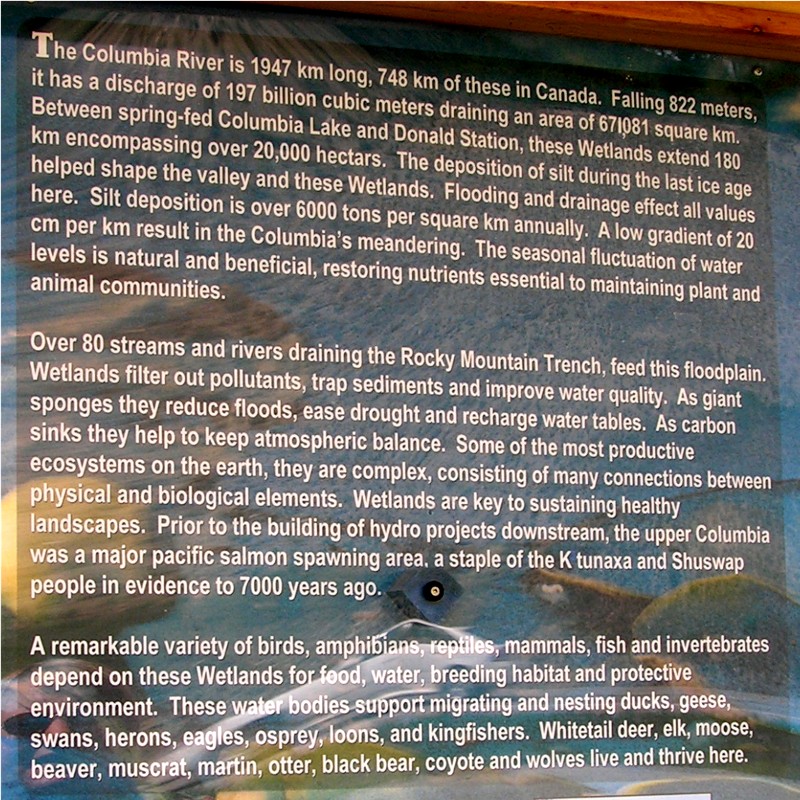 The Columbia River is 1947 km long, 748 km of these in Canada. Falling 822 meters,
it has a discharge of 197 billion cubic meters draining an area of 671,081 square km.
Between spring-fed Columbia Lake and Donald Station, these Wetlands extend 180
km encompassing over 20,000 hectars. The deposition of silt during the last ice age
helped shape the valley and these Wetlands. Flooding and drainage effect all values
here. Silt deposition is over 6000 tons per square km annually. A low gradient of 20
cm per km result in the Columbia's meandering. The seasonal fluctuation of water
levels is natural and beneficial, restoring nutrients essential to maintaining plant and
animal communities.
Over 80 streams and rivers draining the Rocky Mountain Trench, feed this floodplain.
Wetlands filter out pollutants, trap sediments and improve water quality. As giant
sponges they reduce floods, ease drought and recharge water tables. As carbon
sinks they help to keep atmospheric balance. Some of the most productive
ecosystems on the earth, they are complex, consisting of many connections between
physical and biological elements. Wetlands are key to sustaining healthy
landscapes. Prior to the building of hydro projects downstream, the upper Columbia
was a major pacific salmon spawning area, a staple of the K tunaxa and Shuswap
people in evidence to 7000 years ago.
A remarkable variety of birds, amphibians, reptiles, mammals, fish and invertebrates
depend on these Wetlands for food, water, breeding habitat and protective
environment. These water bodies support migrating and nesting ducks, geese,
swans, herons, eagles, osprey, loons, and kingfishers. Whitetail deer, elk, moose,
beaver, muscrat, martin, otter, black bear, coyote and wolves live and thrive here.